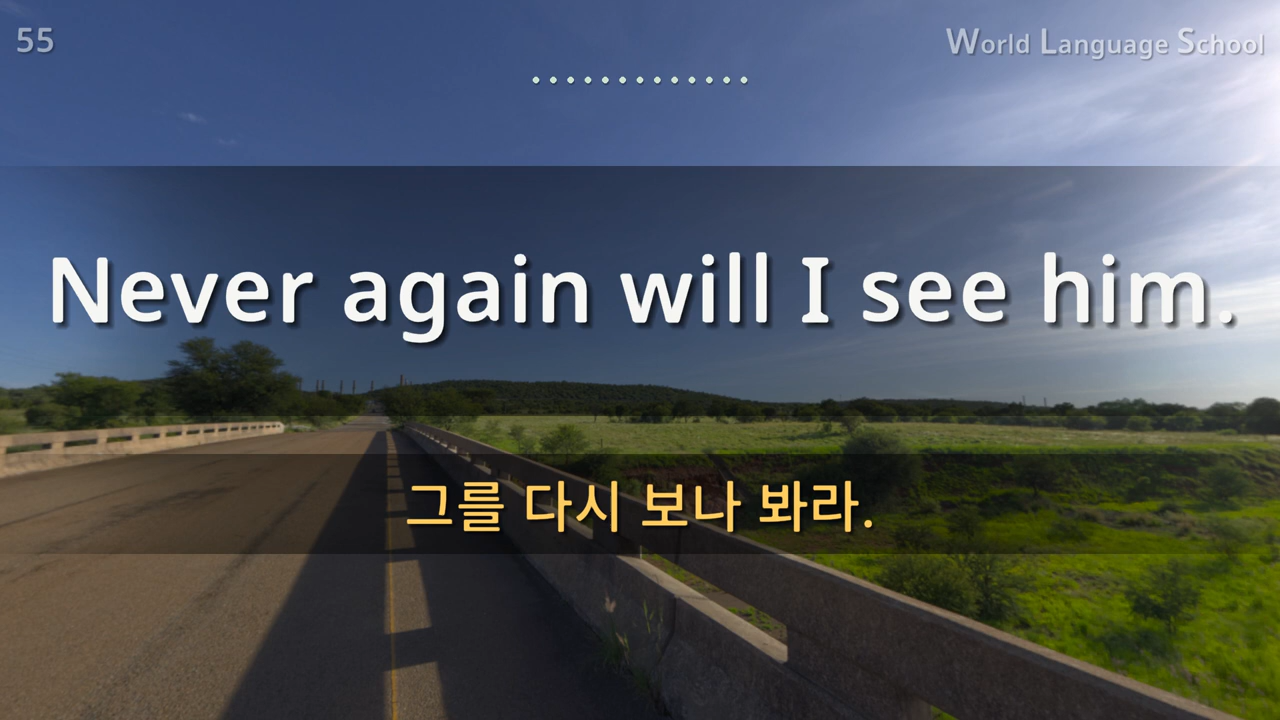 55
World Language School
Never again will I see him.
그를 다시 보나 봐라.